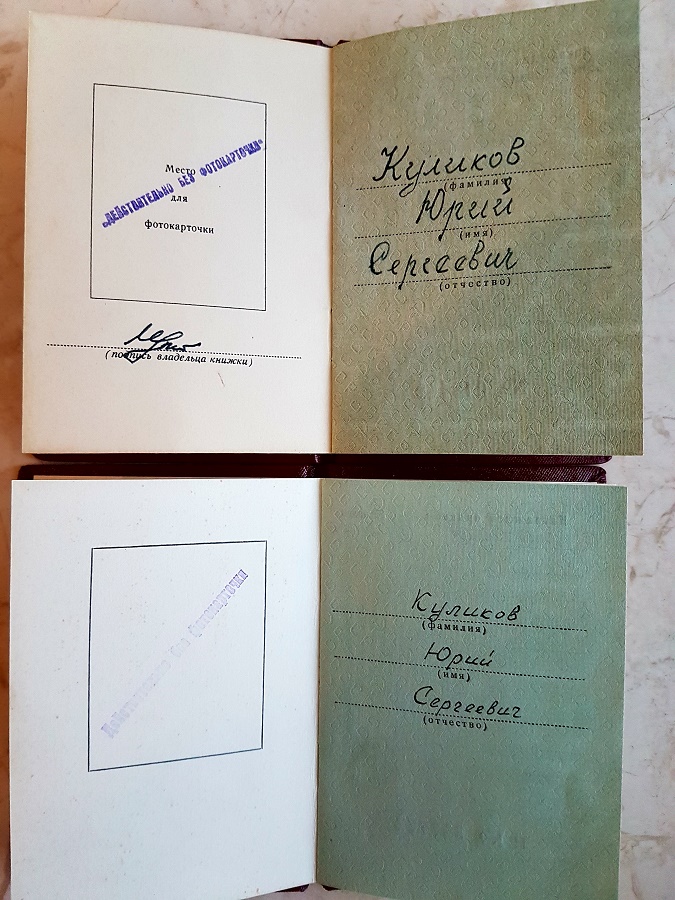 Место
для
фотокарточки
„ДЕЙСТВИТЕЛЬНО БЕЗ ФОТОКАРТОЧКИ“
(подпись владельца книжки)
Куликов
(фамилия)
Юрий
(имя)
Сергеевич
(отчество)
Действительно без фотокарточки
Куликов
(фамилия)
Юрий
(имя)
Сергеевич
(отчество)